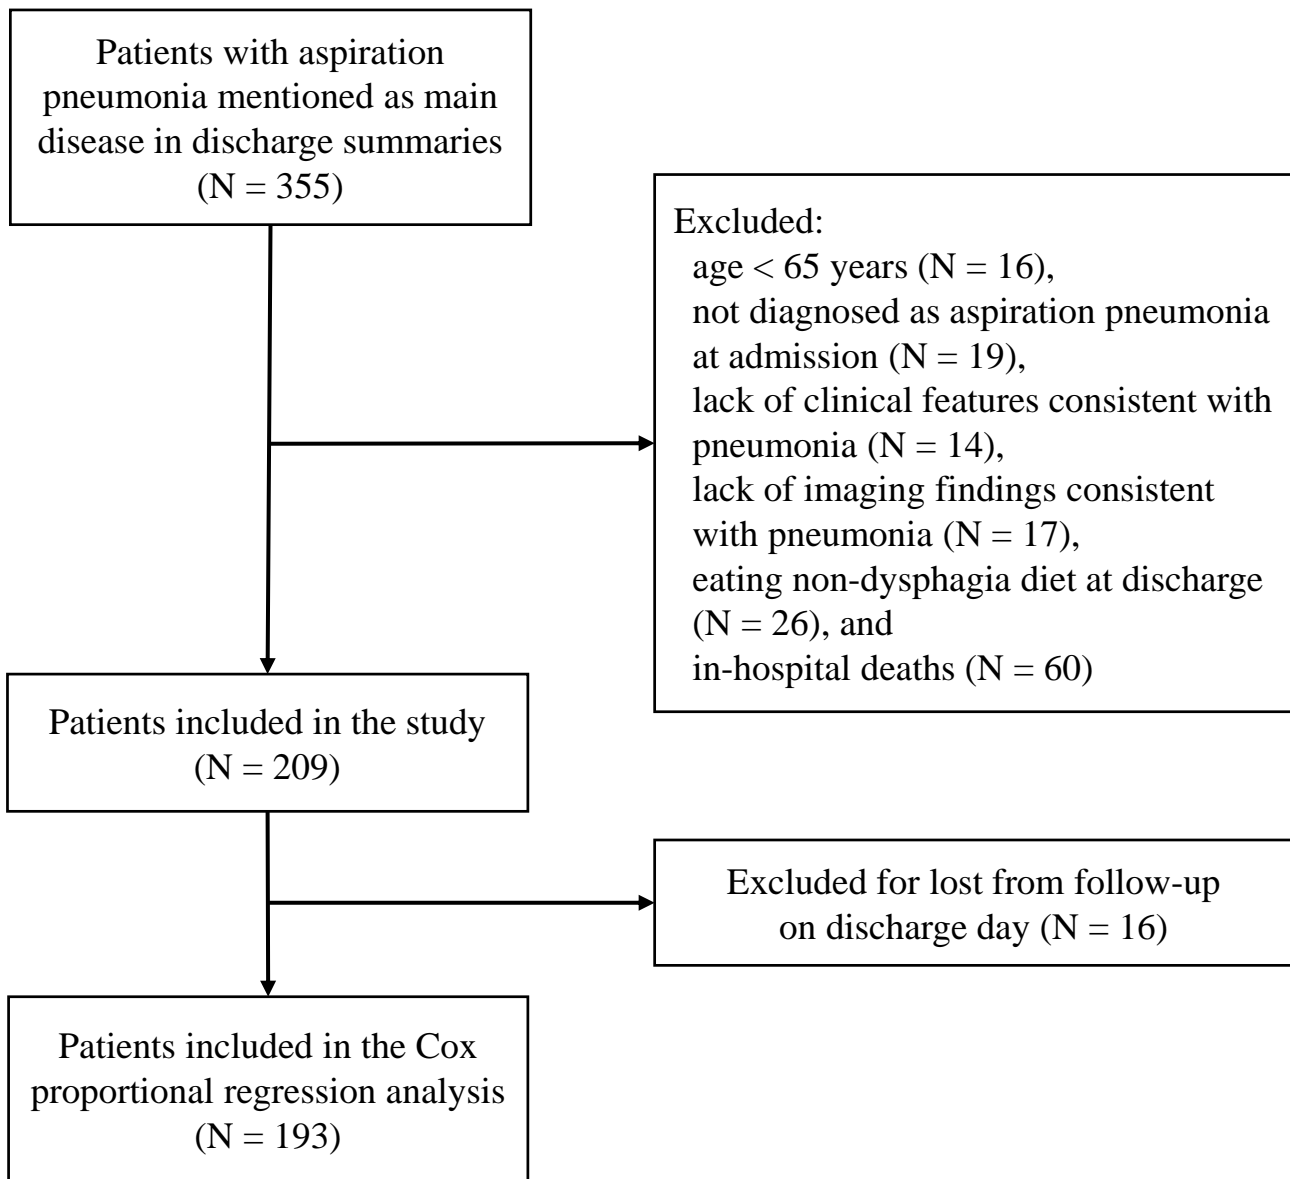 Patients with aspiration
pneumonia mentioned as main
disease in discharge summaries
(N = 355)
Excluded:
age < 65 years (N = 16),
not diagnosed as aspiration pneumonia
at admission (N = 19),
lack of clinical features consistent with
pneumonia (N = 14),
lack of imaging findings consistent
with pneumonia (N = 17),
eating non-dysphagia diet at discharge
(N = 26), and
in-hospital deaths (N = 60)
Patients included in the study
(N = 209)
Excluded for lost from follow-up
on discharge day (N = 16)
Patients included in the Cox
proportional regression analysis
(N = 193)